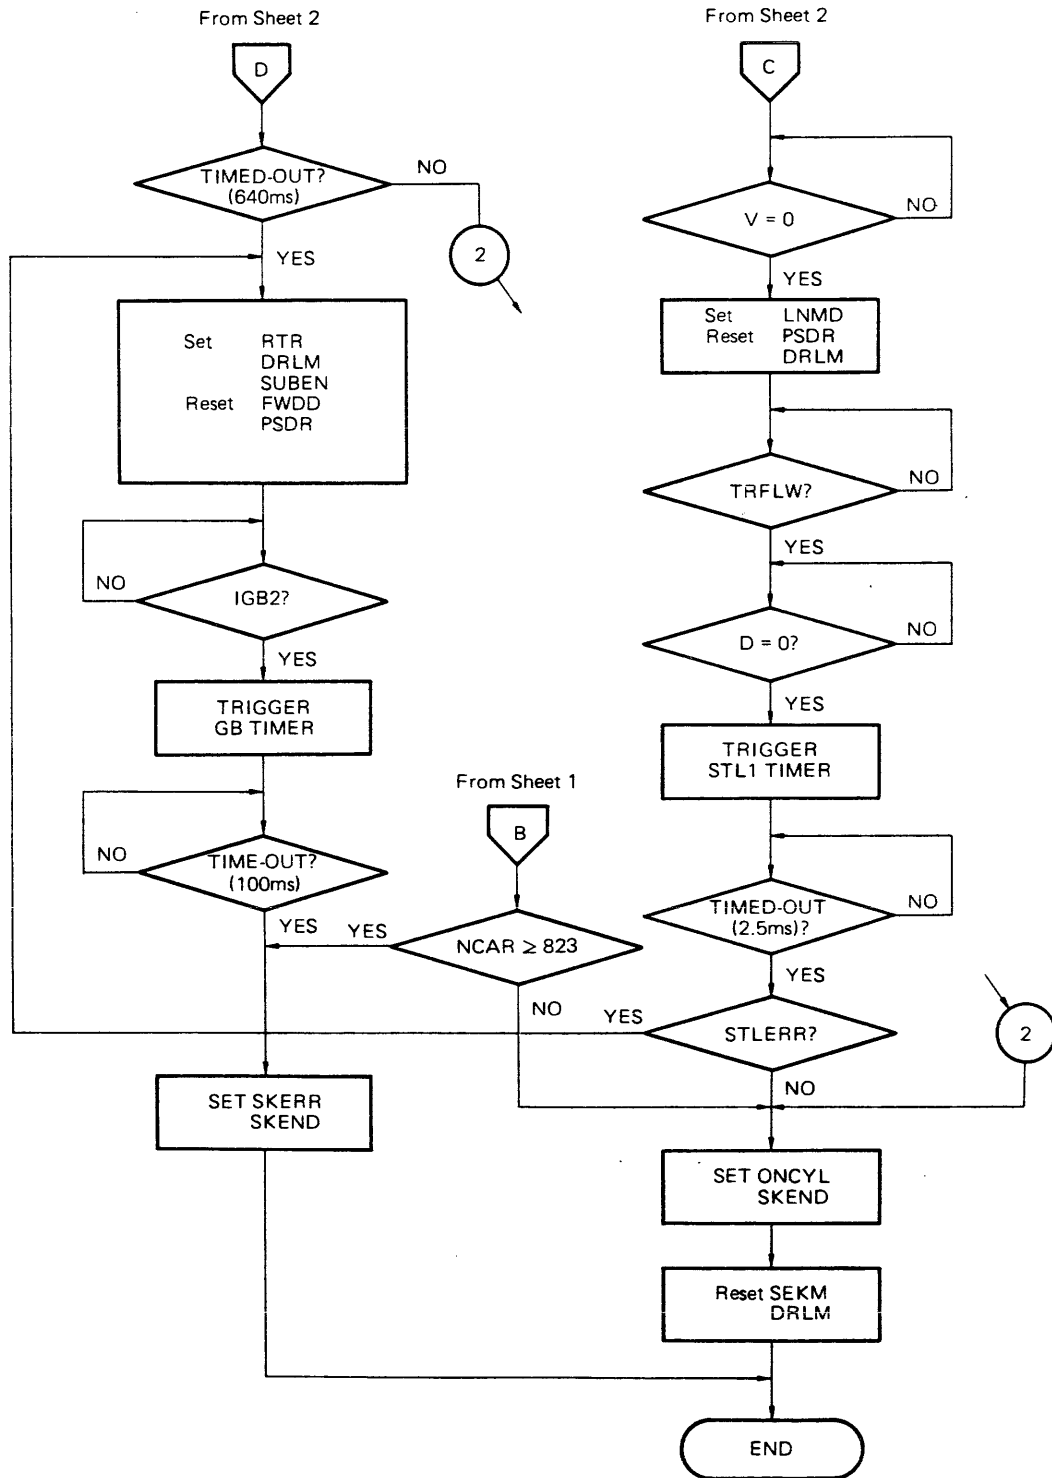 From Sheet 2
D
TIMED-OUT?
(640ms)
NO
2
YES
Set RTR
DRLM
SUBEN
Reset FWDD
PSDR
IGB2?
NO
YES
TRIGGER
GB TIMER
TIME-OUT?
(100ms)
NO
YES
SET SKERR
SKEND
From Sheet 1
B
NCAR ≥ 823
YES
NO
From Sheet 2
C
V = 0
NO
YES
Set LNMD
Reset PSDR
DRLM
TRFLW?
NO
YES
D = 0?
NO
YES
TRIGGER
STL1 TIMER
TIMED-OUT
(2.5ms)?
NO
YES
STLERR?
YES
NO
2
SET ONCYL
SKEND
Reset SEKM
DRLM
END